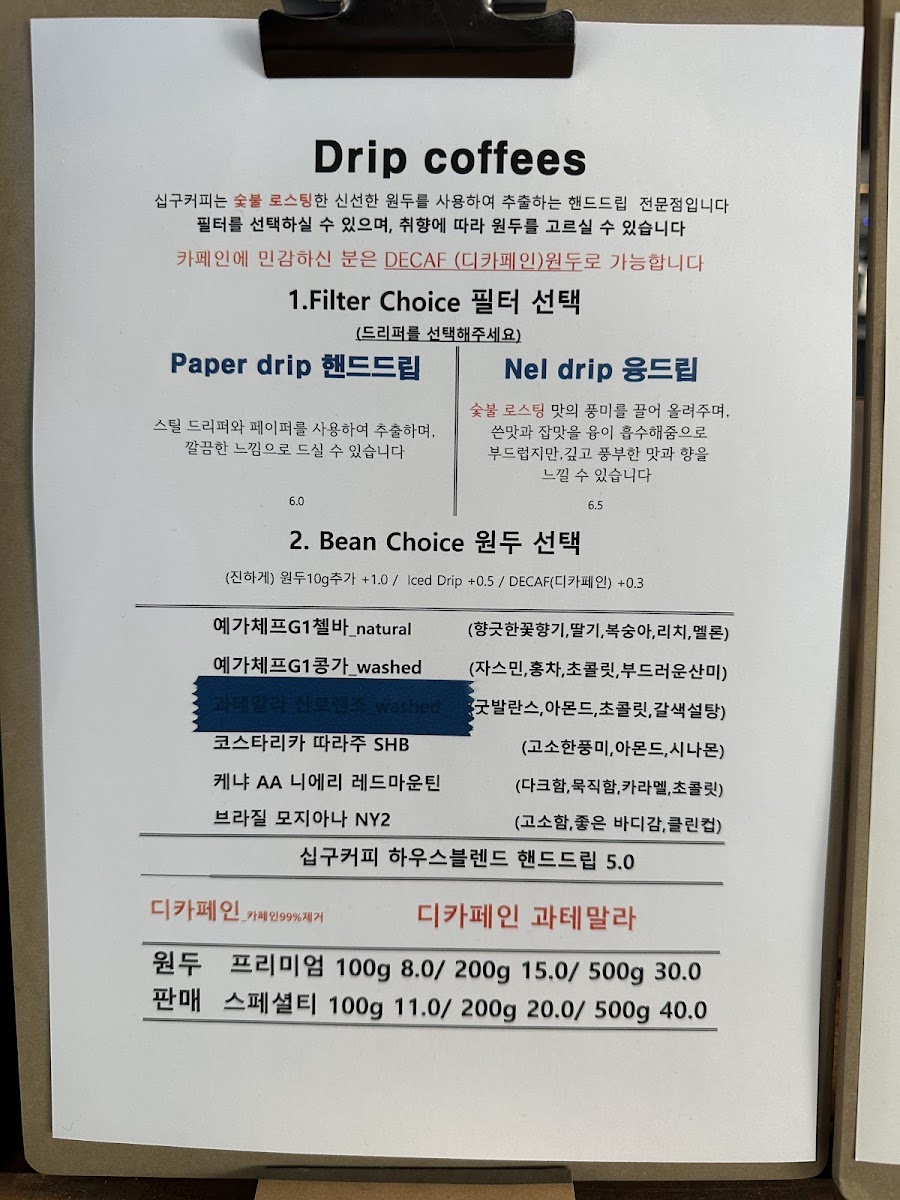 Drip coffees
십구커피는 숯불 로스팅한 신선한 원두를 사용하여 추출하는 핸드드립 전문점입니다
필터를 선택하실 수 있으며, 취향에 따라 원두를 고르실 수 있습니다
카페인에 민감하신 분은 DECAF (디카페인)원두로 가능합니다
1.Filter Choice 필터 선택
(드리퍼를 선택해주세요)
Paper drip 핸드드립
스틸 드리퍼와 페이퍼를 사용하여 추출하며,
깔끔한 느낌으로 드실 수 있습니다
6.0
Nel drip 융드립
숯불 로스팅 맛의 풍미를 끌어 올려주며,
쓴맛과 잡맛을 융이 흡수해줌으로
부드럽지만,깊고 풍부한 맛과 향을
느낄 수 있습니다
6.5
2. Bean Choice 원두 선택
(진하게) 원두10g추가 +1.0 / Iced Drip +0.5 / DECAF(디카페인) +0.3
예가체프G1첼바_natural (향긋한꽃향기,딸기,복숭아,리치,멜론)
예가체프G1콩가_washed (자스민,홍차,초콜릿,부드러운산미)
과테말라 산로렌조_washed (굿발란스,아몬드,초콜릿,갈색설탕)
코스타리카 따라주 SHB (고소한풍미,아몬드,시나몬)
케냐 AA 니에리 레드마운틴 (다크함,묵직함,카라멜,초콜릿)
브라질 모지아나 NY2 (고소함,좋은 바디감,클린컵)
십구커피 하우스블렌드 핸드드립 5.0
디카페인_카페인99%제거 디카페인 과테말라
원두 프리미엄 100g 8.0/ 200g 15.0/ 500g 30.0
판매 스페셜티 100g 11.0/ 200g 20.0/ 500g 40.0